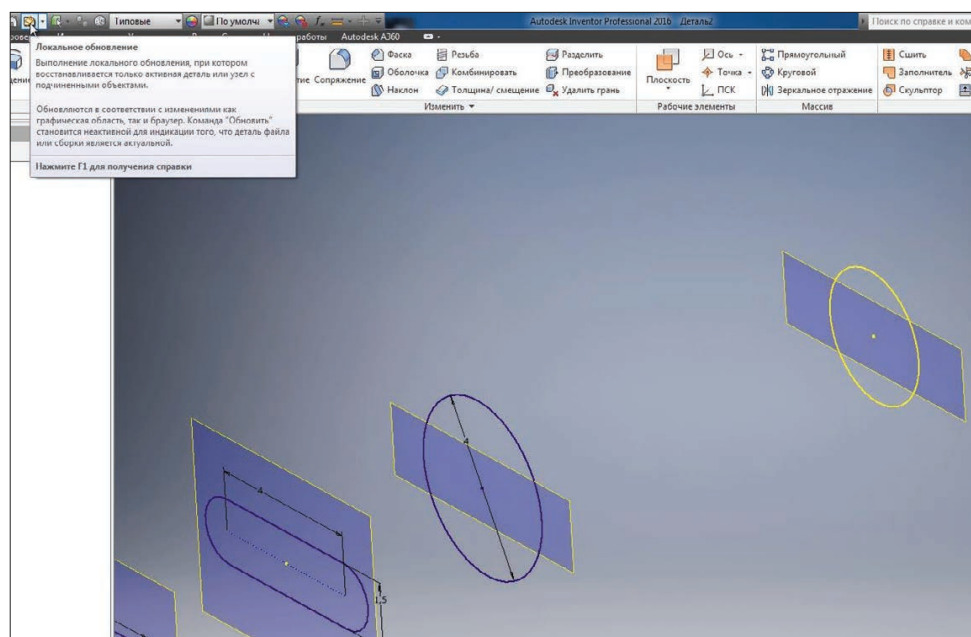 Типовые
По умолч
fx
Autodesk Inventor Professional 2016 Деталь2
Поиск по справке и ком
работы Autodesk A360
Локальное обновление
Выполнение локального обновления, при котором
восстанавливается только активная деталь или узел с
подчиненными объектами.
Обновляются в соответствии с изменениями как
графическая область, так и браузер. Команда "Обновить"
становится неактивной для индикации того, что деталь файла
или сборки является актуальной.
Нажмите F1 для получения справки
Сопряжение
Фаска
Оболочка
Наклон
Резьба
Комбинировать
Толщина/ смещение
Разделить
Преобразование
Удалить грань
Изменить
Плоскость
Ось
Точка
ПСК
Рабочие элементы
Прямоугольный
Круговой
Зеркальное отражение
Массив
Сшить
Заполнитель
Скульптор
4
4
1,5